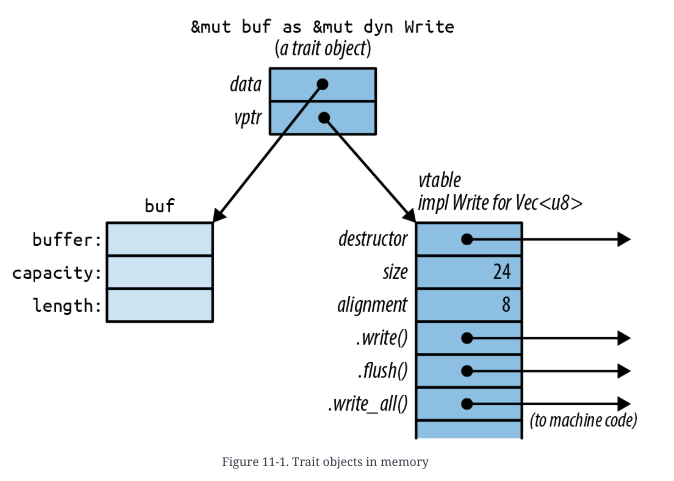 &mut buf as &mut dyn Write
(a trait object)
data
vptr
vtable
impl Write for Vec<u8>
buf
buffer:
capacity:
length:
destructor
size 24
alignment 8
.write()
.flush()
.write_all()
(to machine code)
Figure 11-1. Trait objects in memory